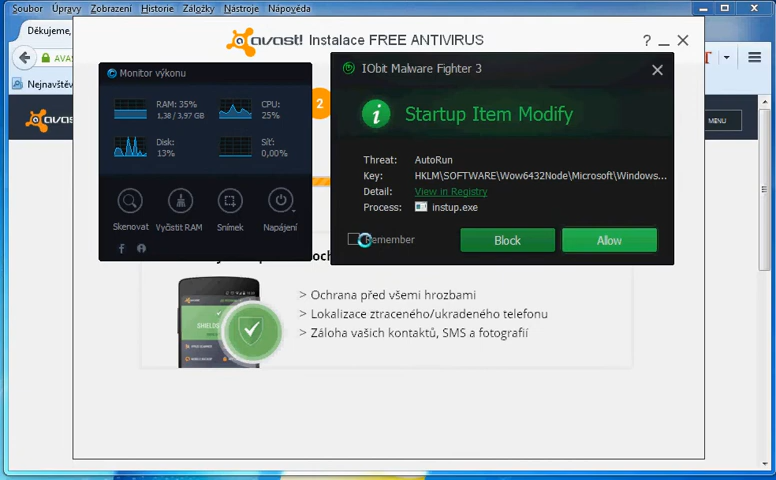 Soubor Úpravy Zobrazení Historie Záložky Nástroje Nápověda
Děkujeme,
avast! Instalace FREE ANTIVIRUS
?
Nejnavštěv
MENU
2
Monitor výkonu
RAM: 35%
1,38 / 3,97 GB
CPU:
25%
Disk:
13%
Síť:
0,00%
Skenovat Vyčistit RAM Snímek Napájení
IObit Malware Fighter 3
Startup Item Modify
Threat: AutoRun
Key: HKLM\SOFTWARE\Wow6432Node\Microsoft\Windows...
Detail: View in Registry
Process: instup.exe
Remember
Block
Allow
> Ochrana před všemi hrozbami
> Lokalizace ztraceného/ukradeného telefonu
> Záloha vašich kontaktů, SMS a fotografií